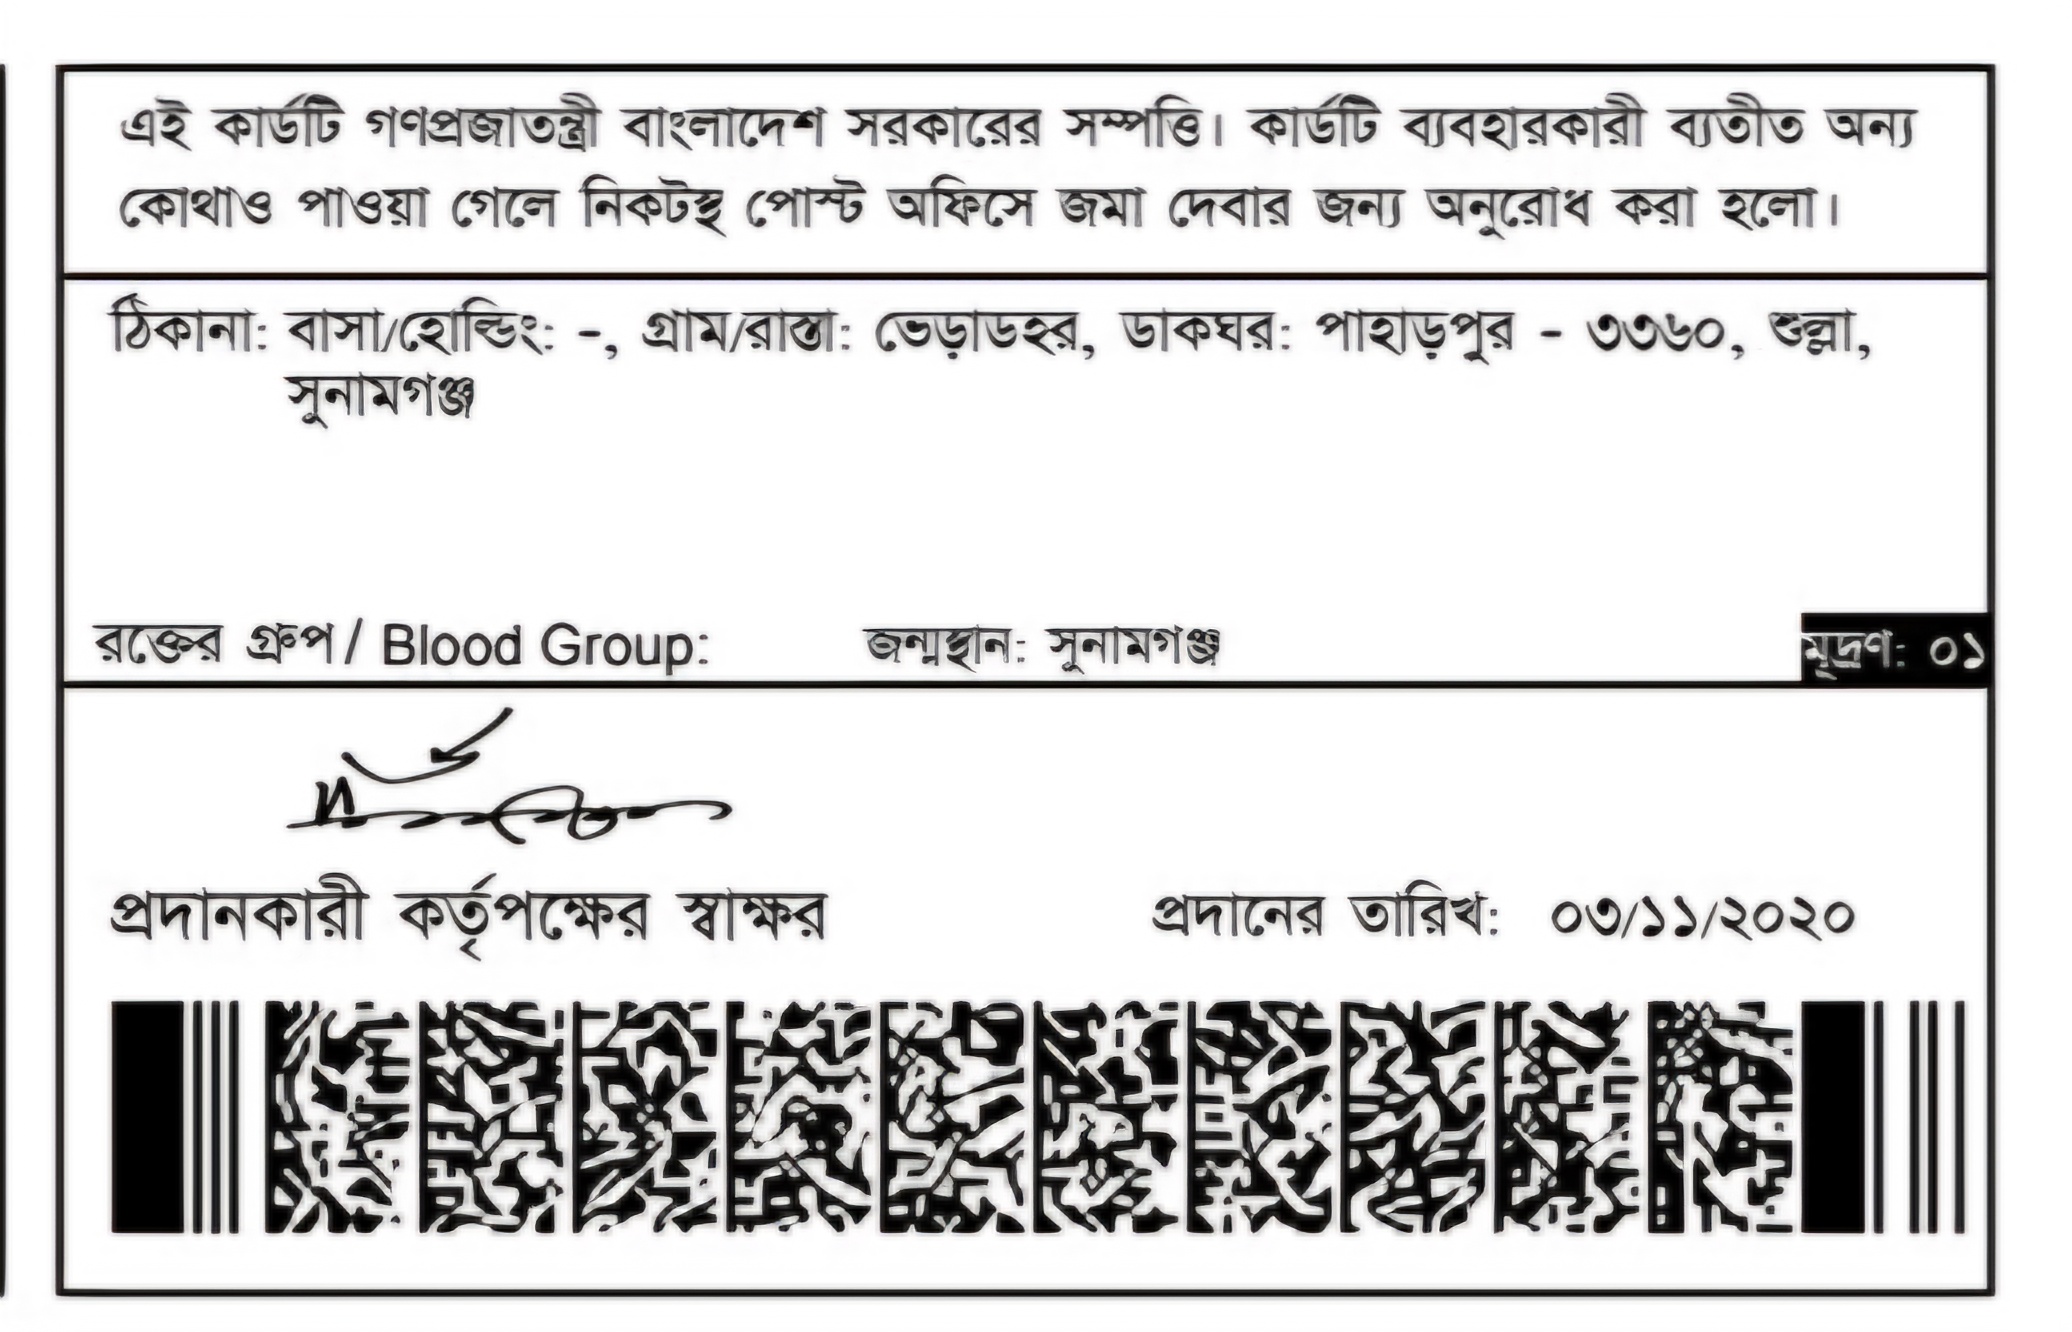 এই কার্ডটি গণপ্রজাতন্ত্রী বাংলাদেশ সরকারের সম্পত্তি। কার্ডটি ব্যবহারকারী ব্যতীত অন্য
কোথাও পাওয়া গেলে নিকটস্থ পোস্ট অফিসে জমা দেবার জন্য অনুরোধ করা হলো।
ঠিকানা: বাসা/হোল্ডিং: -, গ্রাম/রাস্তা: ভেড়াডহর, ডাকঘর: পাহাড়পুর - ৩৩৬০, শুল্লা,
সুনামগঞ্জ
রক্তের গ্রুপ / Blood Group: জন্মস্থান: সুনামগঞ্জ মুদ্রণ: ০১
প্রদানকারী কর্তৃপক্ষের স্বাক্ষর প্রদানের তারিখ: ০৩/১১/২০২০